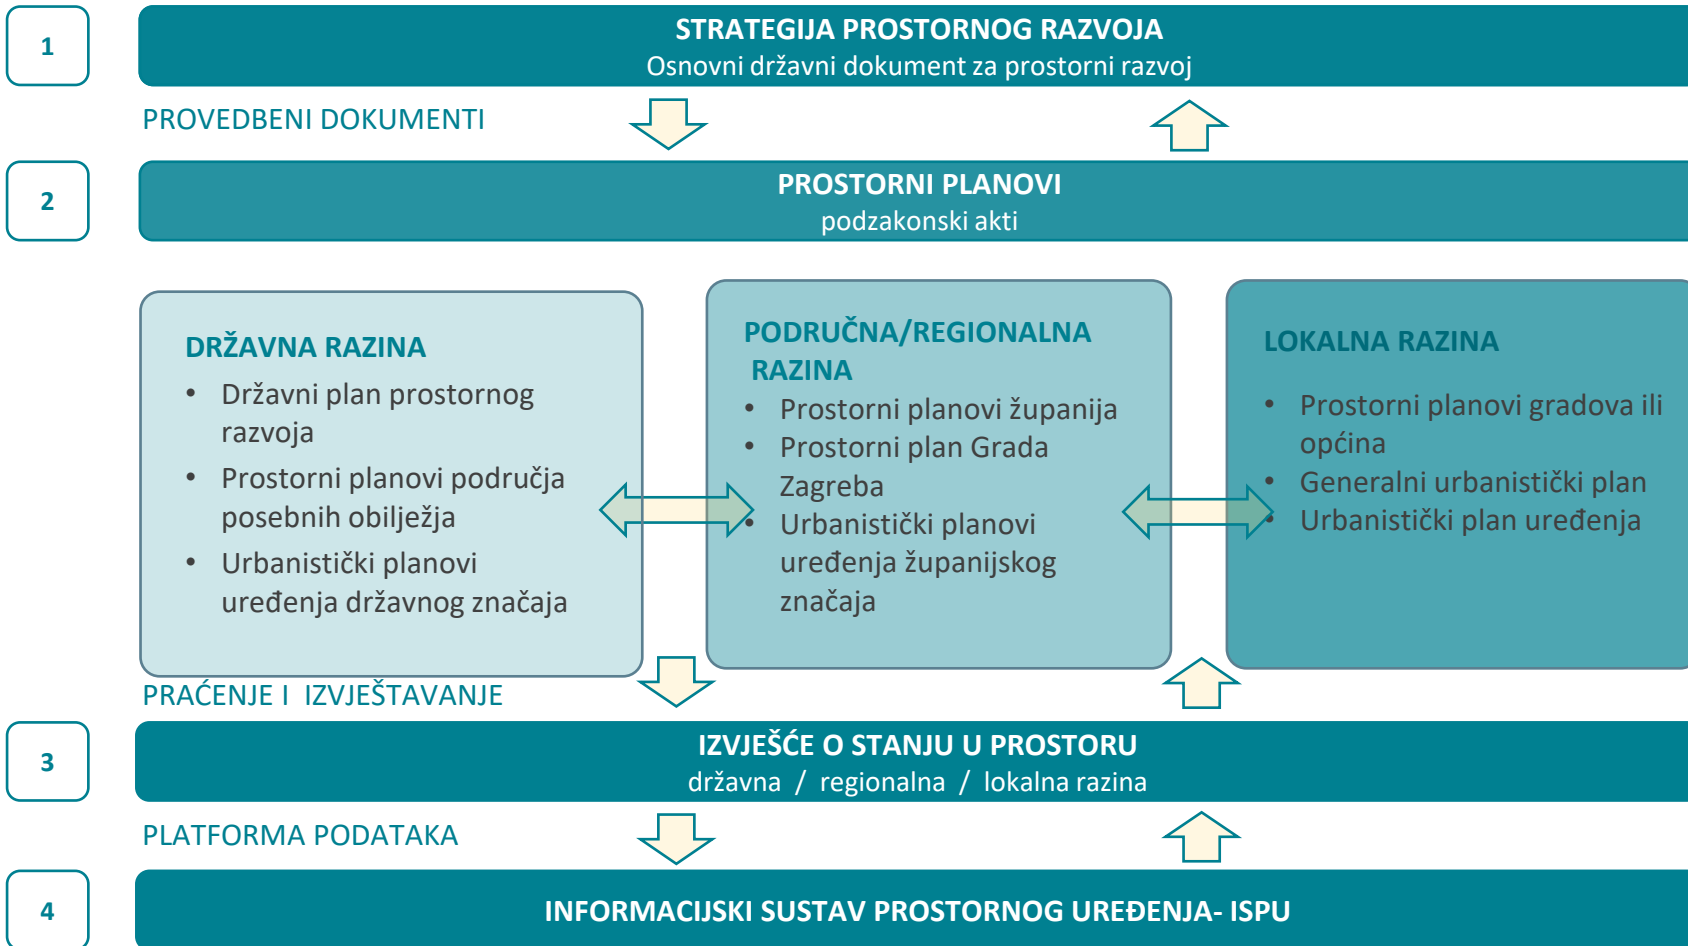 1
STRATEGIJA PROSTORNOG RAZVOJA
Osnovni državni dokument za prostorni razvoj
PROVEDBENI DOKUMENTI
2
PROSTORNI PLANOVI
podzakonski akti
DRŽAVNA RAZINA
• Državni plan prostornog
razvoja
• Prostorni planovi područja
posebnih obilježja
• Urbanistički planovi
uređenja državnog značaja
PODRUČNA/REGIONALNA
RAZINA
• Prostorni planovi županija
• Prostorni plan Grada
Zagreba
• Urbanistički planovi
uređenja županijskog
značaja
LOKALNA RAZINA
• Prostorni planovi gradova ili
općina
• Generalni urbanistički plan
• Urbanistički plan uređenja
PRAĆENJE I IZVJEŠTAVANJE
3
IZVJEŠĆE O STANJU U PROSTORU
državna / regionalna / lokalna razina
PLATFORMA PODATAKA
4
INFORMACIJSKI SUSTAV PROSTORNOG UREĐENJA- ISPU